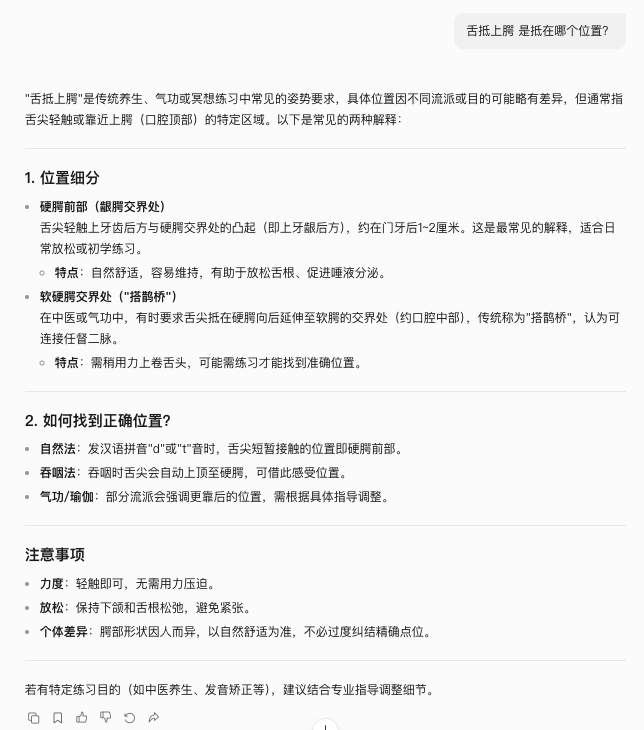 舌抵上腭 是抵在哪个位置？
"舌抵上腭"是传统养生、气功或冥想练习中常见的姿势要求，具体位置因不同流派或目的可能略有差异，但通常指
舌尖轻触或靠近上腭（口腔顶部）的特定区域。以下是常见的两种解释：
1. 位置细分
硬腭前部（龈腭交界处）
舌尖轻触上牙齿后方与硬腭交界处的凸起（即上牙龈后方），约在门牙后1~2厘米。这是最常见的解释，适合日
常放松或初学练习。
特点：自然舒适，容易维持，有助于放松舌根、促进唾液分泌。
软硬腭交界处（"搭鹊桥"）
在中医或气功中，有时要求舌尖抵在硬腭向后延伸至软腭的交界处（约口腔中部），传统称为"搭鹊桥"，认为可
连接任督二脉。
特点：需稍用力上卷舌头，可能需练习才能找到准确位置。
2. 如何找到正确位置？
自然法：发汉语拼音"d"或"t"音时，舌尖短暂接触的位置即硬腭前部。
吞咽法：吞咽时舌尖会自动上顶至硬腭，可借此感受位置。
气功/瑜伽：部分流派会强调更靠后的位置，需根据具体指导调整。
注意事项
力度：轻触即可，无需用力压迫。
放松：保持下颌和舌根松弛，避免紧张。
个体差异：腭部形状因人而异，以自然舒适为准，不必过度纠结精确点位。
若有特定练习目的（如中医养生、发音矫正等），建议结合专业指导调整细节。